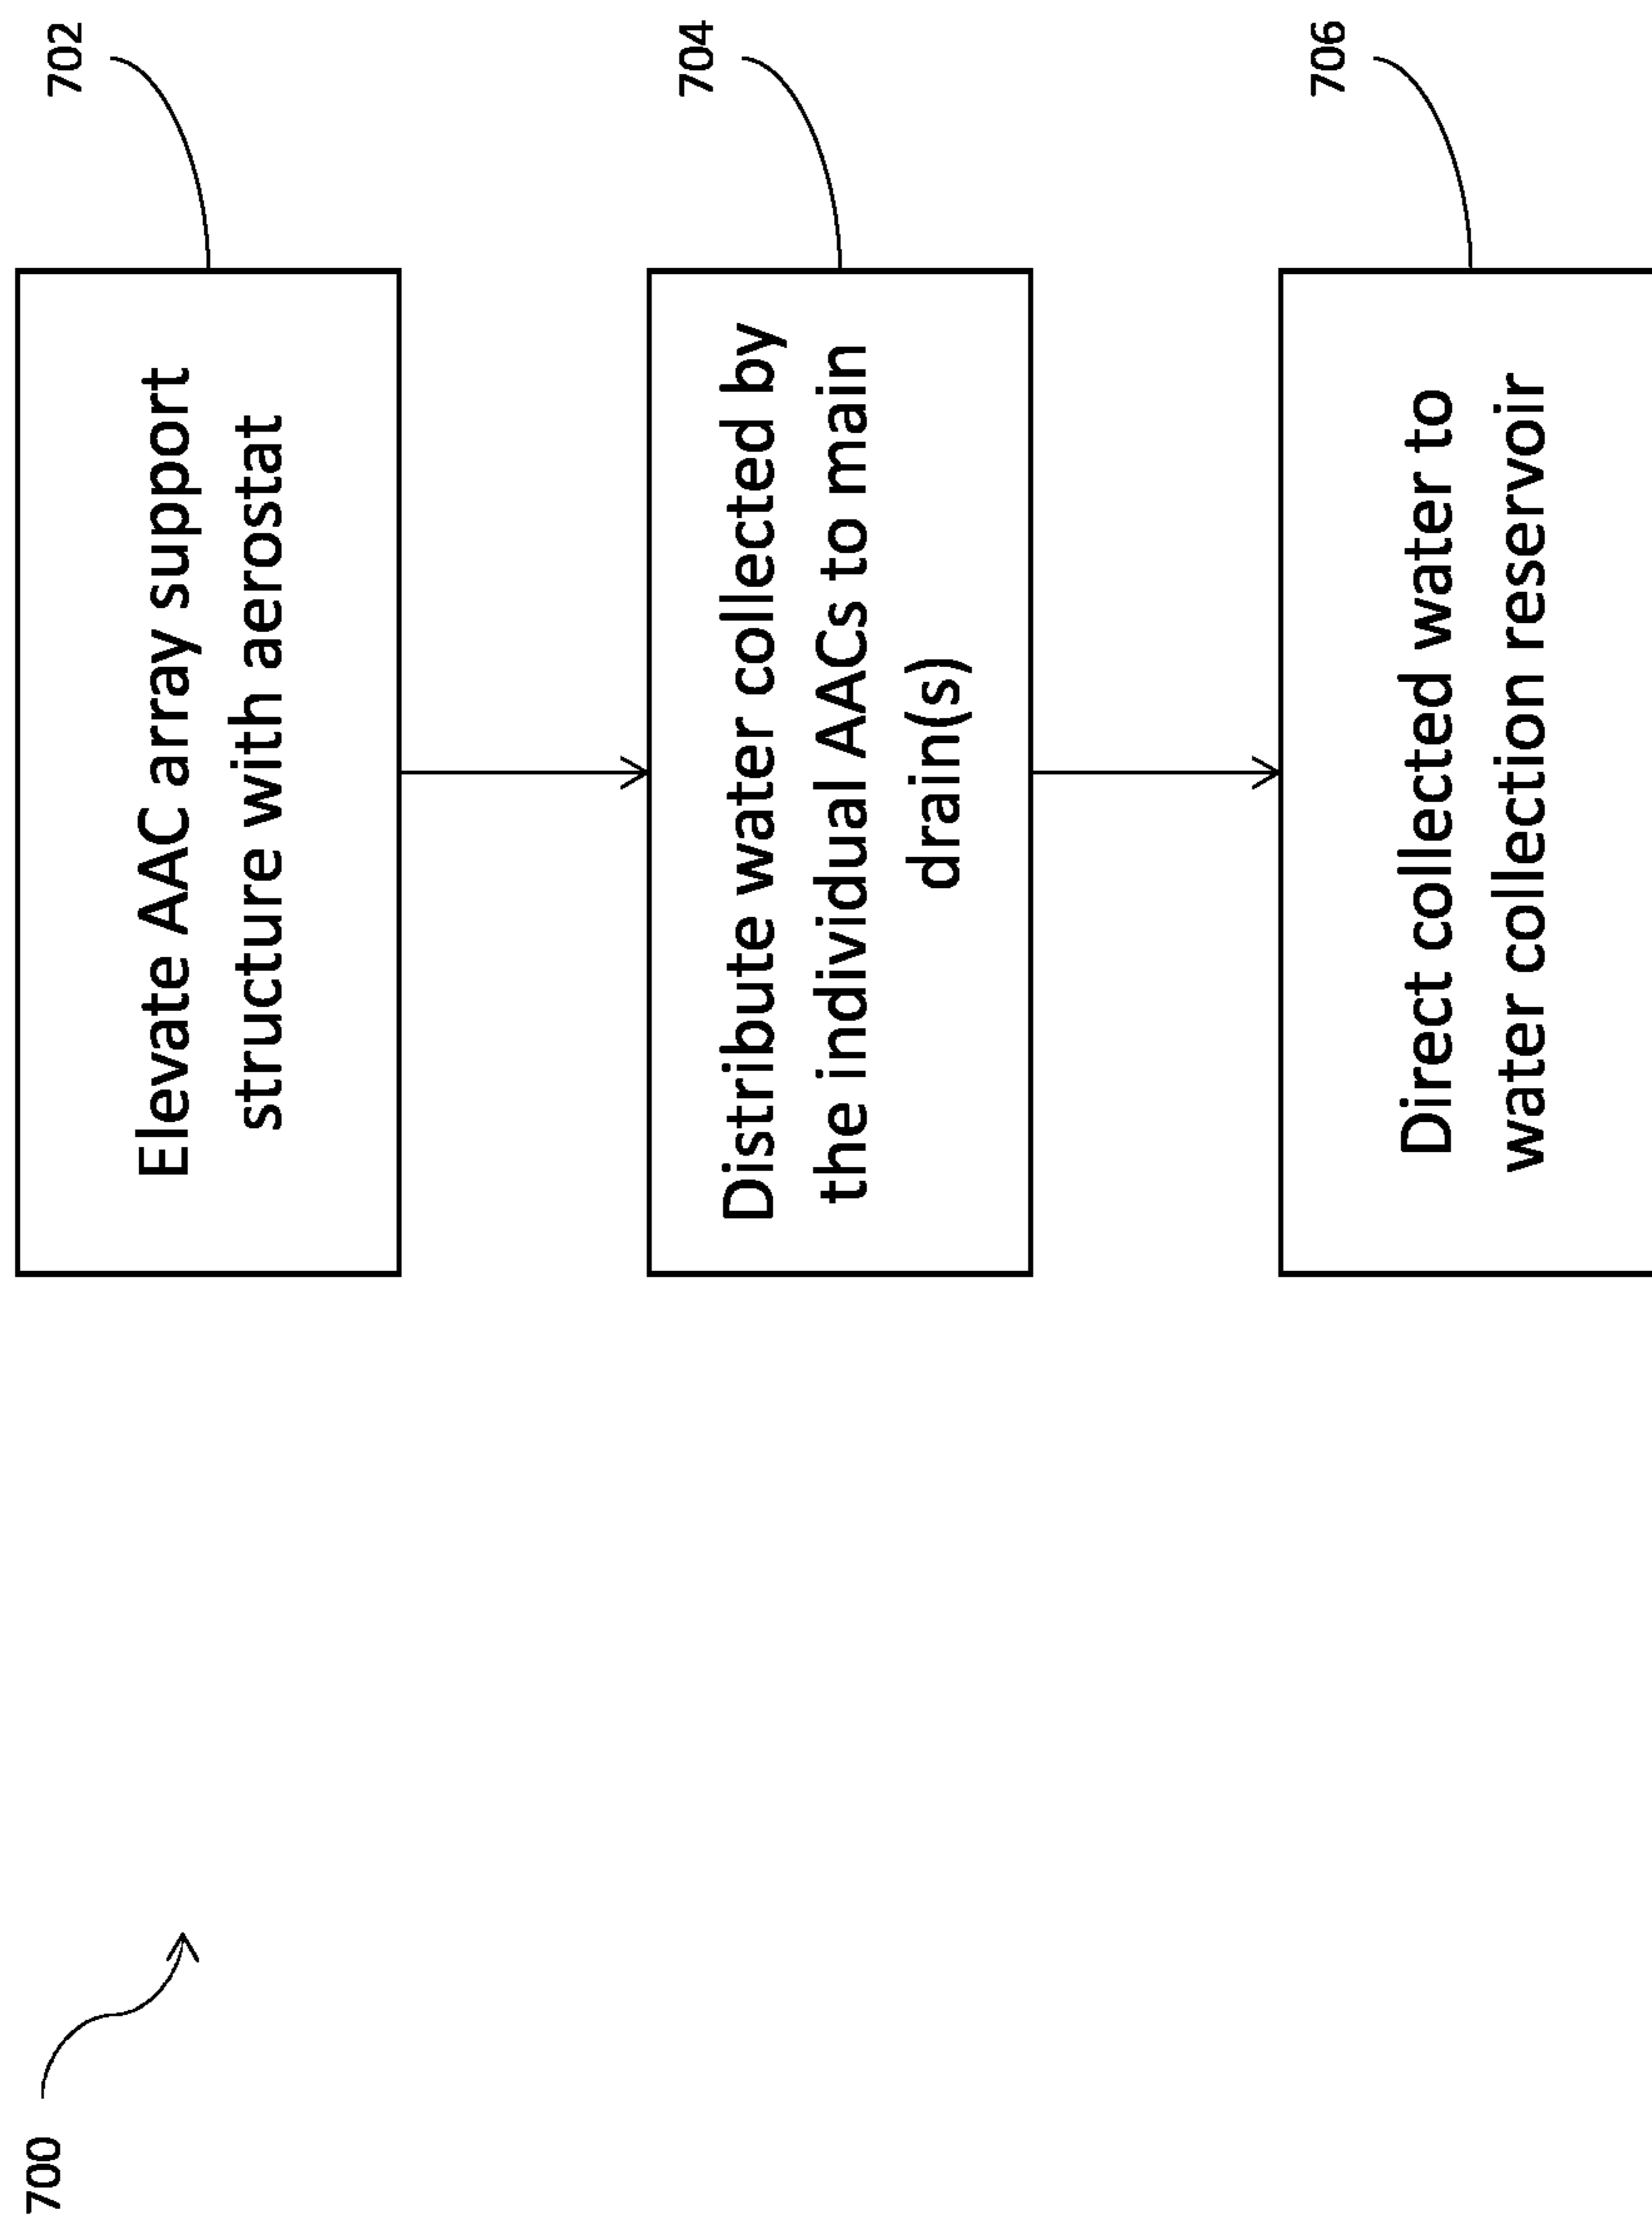 700
702
Elevate AAC array support
structure with aerostat
704
Distribute water collected by
the individual AACs to main
drain(s)
706
Direct collected water to
water collection reservoir